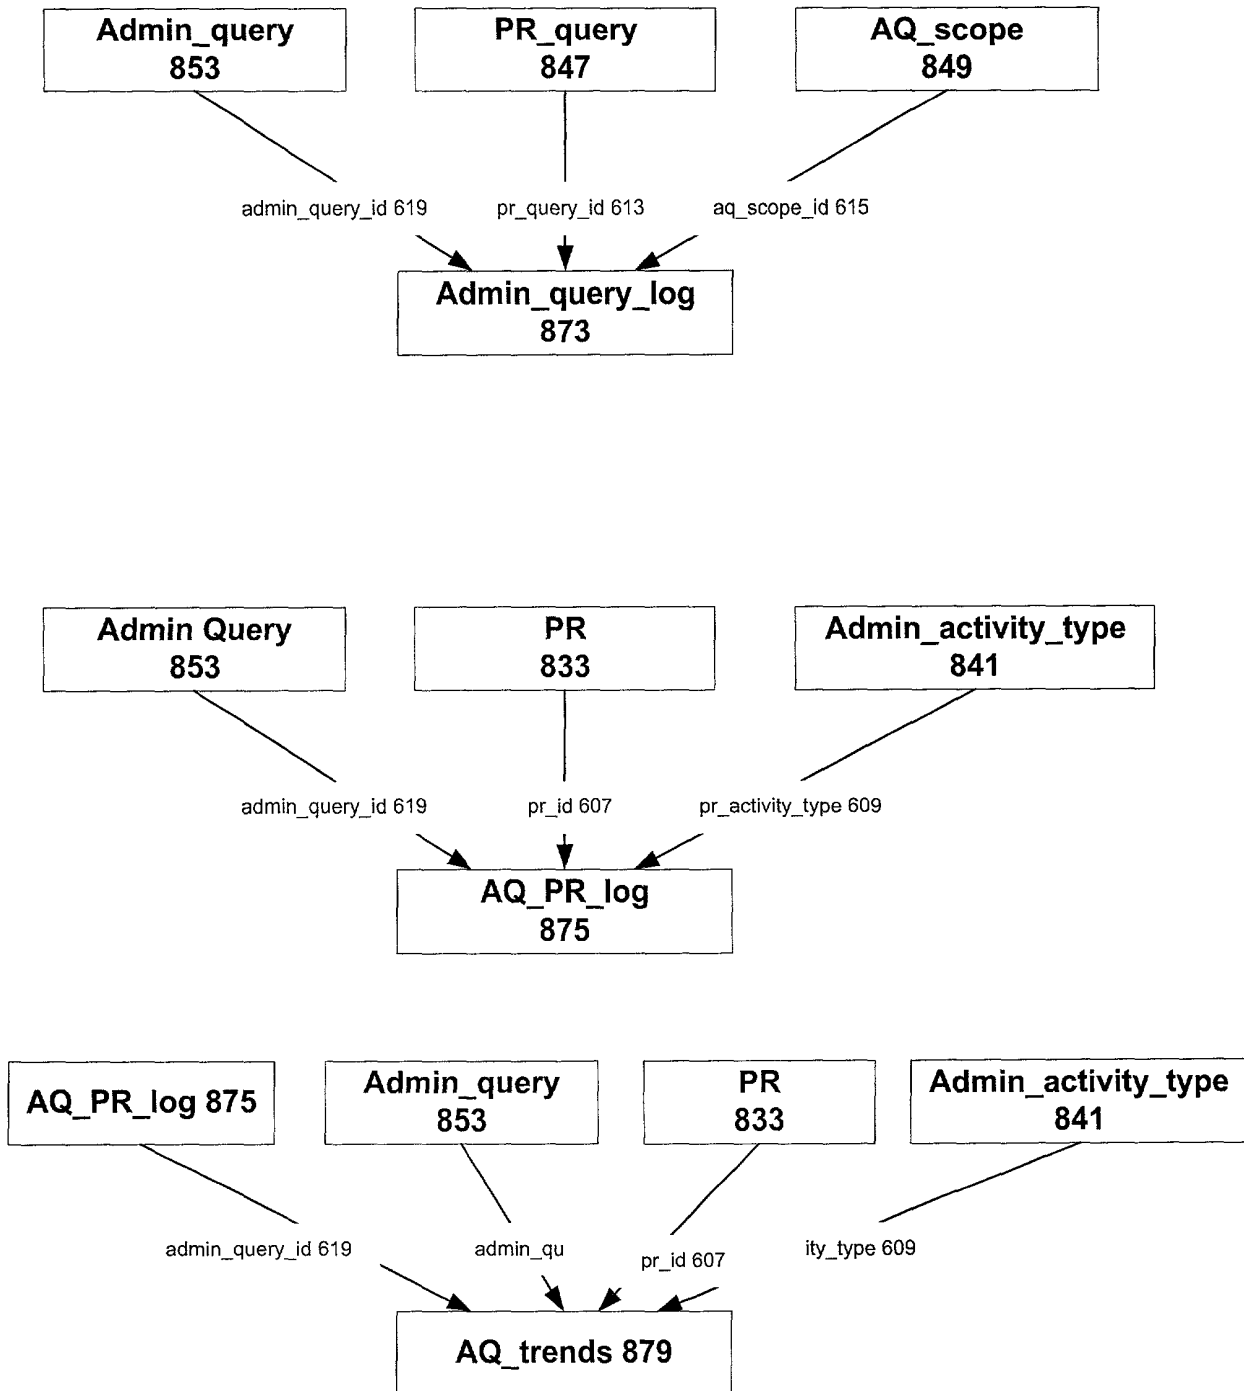 Admin_query
853
PR_query
847
AQ_scope
849
admin_query_id 619
pr_query_id 613
aq_scope_id 615
Admin_query_log
873
Admin Query
853
PR
833
Admin_activity_type
841
admin_query_id 619
pr_id 607
pr_activity_type 609
AQ_PR_log
875
AQ_PR_log 875
Admin_query
853
PR
833
Admin_activity_type
841
admin_query_id 619
admin_qu
pr_id 607
ity_type 609
AQ_trends 879